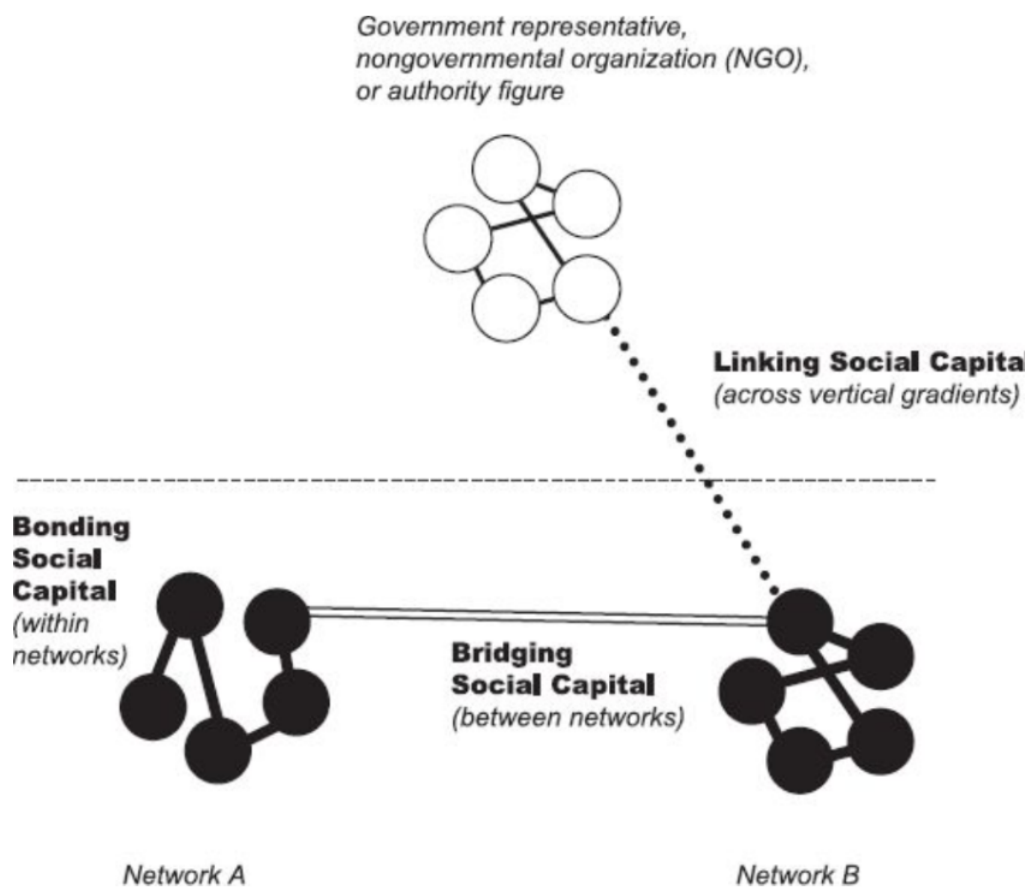 Government representative,
nongovernmental organization (NGO),
or authority figure
Linking Social Capital
(across vertical gradients)
Bonding
Social
Capital
(within
networks)
Bridging
Social Capital
(between networks)
Network A
Network B